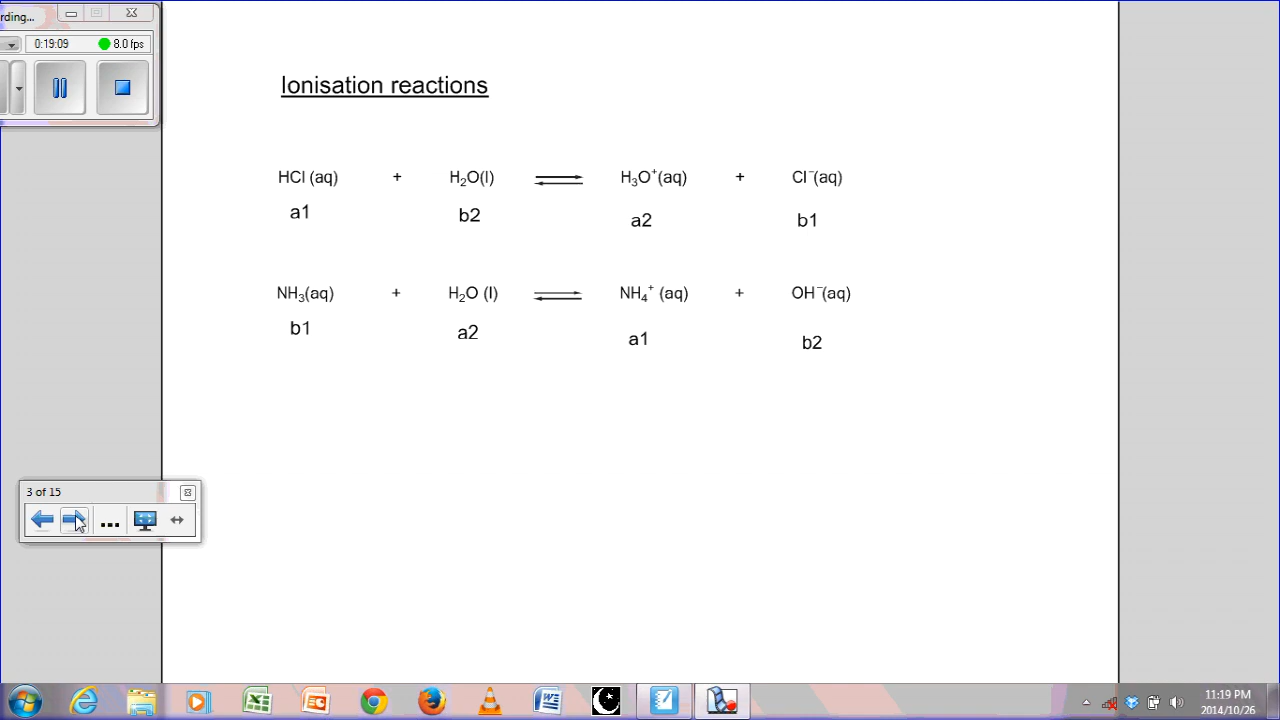 rding...
0:19:09 8.0 fps
Ionisation reactions
HCl (aq) + H₂O(l) ⇌ H₃O⁺(aq) + Cl⁻(aq)
a1 b2 a2 b1
NH₃(aq) + H₂O (l) ⇌ NH₄⁺ (aq) + OH⁻(aq)
b1 a2 a1 b2
3 of 15
...
11:19 PM
2014/10/26